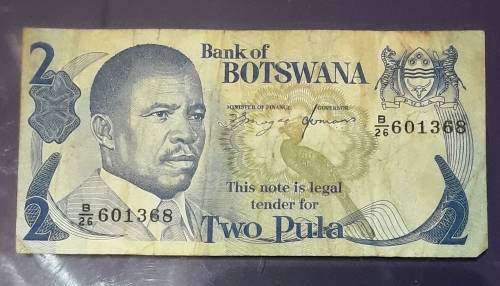 2
Bank of
BOTSWANA
MINISTER OF FINANCE GOVERNOR
B/26 601368
This note is legal
tender for
B/26 601368
2 Two Pula 2